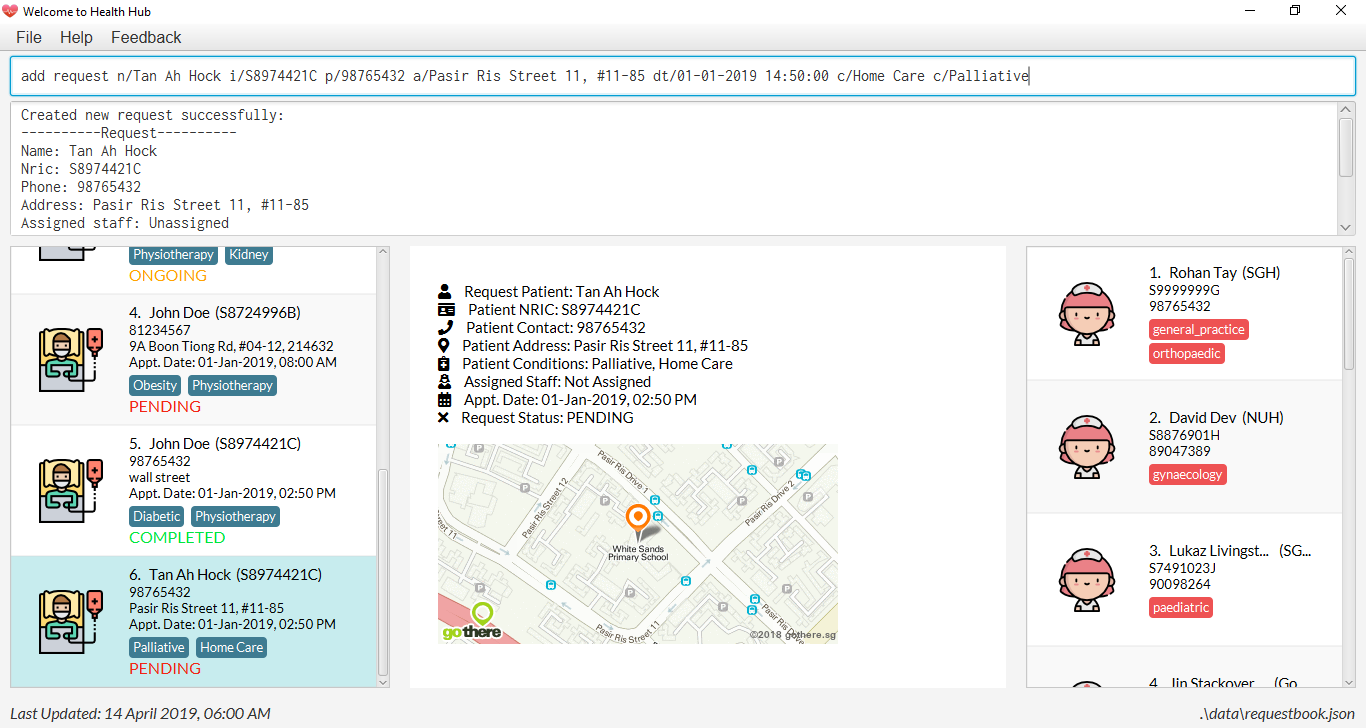 Welcome to Health Hub
File Help Feedback
add request n/Tan Ah Hock i/S8974421C p/98765432 a/Pasir Ris Street 11, #11-85 dt/01-01-2019 14:50:00 c/Home Care c/Palliative
Created new request successfully:
----------Request----------
Name: Tan Ah Hock
Nric: S8974421C
Phone: 98765432
Address: Pasir Ris Street 11, #11-85
Assigned staff: Unassigned
Physiotherapy Kidney
ONGOING
4. John Doe (S8724996B)
81234567
9A Boon Tiong Rd, #04-12, 214632
Appt. Date: 01-Jan-2019, 08:00 AM
Obesity Physiotherapy
PENDING
5. John Doe (S8974421C)
98765432
wall street
Appt. Date: 01-Jan-2019, 02:50 PM
Diabetic Physiotherapy
COMPLETED
6. Tan Ah Hock (S8974421C)
98765432
Pasir Ris Street 11, #11-85
Appt. Date: 01-Jan-2019, 02:50 PM
Palliative Home Care
PENDING
Request Patient: Tan Ah Hock
Patient NRIC: S8974421C
Patient Contact: 98765432
Patient Address: Pasir Ris Street 11, #11-85
Patient Conditions: Palliative, Home Care
Assigned Staff: Not Assigned
Appt. Date: 01-Jan-2019, 02:50 PM
Request Status: PENDING
Pasir Ris Drive 1
Pasir Ris Street 12
Pasir Ris Drive 2
Street 11
White Sands
Primary School
Pasir Ris Street 11
Pasir Ris Drive
gothere
©2018 gothere.sg
1. Rohan Tay (SGH)
S9999999G
98765432
general_practice
orthopaedic
2. David Dev (NUH)
S8876901H
89047389
gynaecology
3. Lukaz Livingst... (SG...
S7491023J
90098264
paediatric
4. Jin Stackover... (Go...
Last Updated: 14 April 2019, 06:00 AM
.\data\requestbook.json